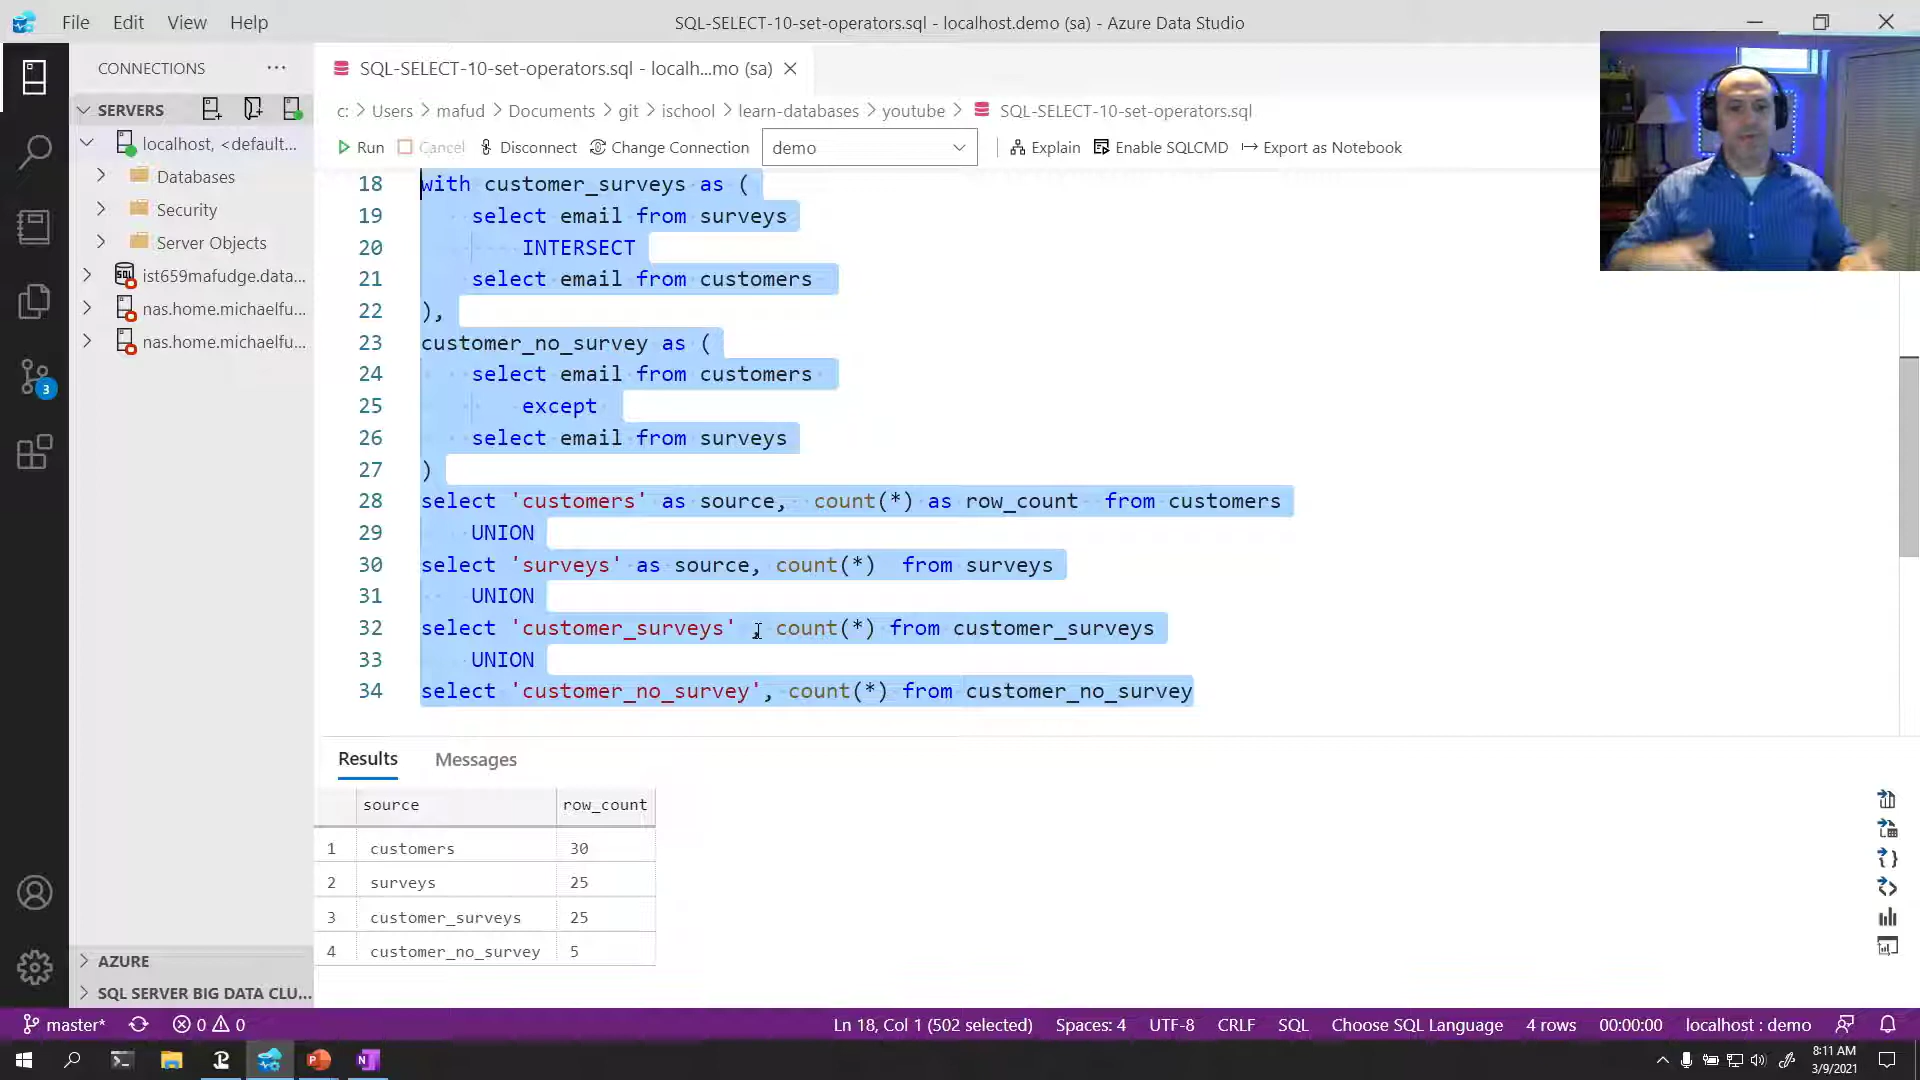 File Edit View Help
SQL-SELECT-10-set-operators.sql - localhost.demo (sa) - Azure Data Studio
CONNECTIONS
SERVERS
localhost, <default...
Databases
Security
Server Objects
ist659mafudge.data...
nas.home.michaelfu...
nas.home.michaelfu...
3
AZURE
SQL SERVER BIG DATA CLU...
SQL-SELECT-10-set-operators.sql - localh...mo (sa)
c: > Users > mafud > Documents > git > ischool > learn-databases > youtube > SQL-SELECT-10-set-operators.sql
Run Cancel Disconnect Change Connection demo Explain Enable SQLCMD Export as Notebook
18 with customer_surveys as (
19 select email from surveys
20 INTERSECT
21 select email from customers
22 ),
23 customer_no_survey as (
24 select email from customers
25 except
26 select email from surveys
27 )
28 select 'customers' as source, count(*) as row_count from customers
29 UNION
30 select 'surveys' as source, count(*) from surveys
31 UNION
32 select 'customer_surveys' , count(*) from customer_surveys
33 UNION
34 select 'customer_no_survey', count(*) from customer_no_survey
Results Messages
source row_count
1 customers 30
2 surveys 25
3 customer_surveys 25
4 customer_no_survey 5
master* 0 0 Ln 18, Col 1 (502 selected) Spaces: 4 UTF-8 CRLF SQL Choose SQL Language 4 rows 00:00:00 localhost : demo
8:11 AM
3/9/2021